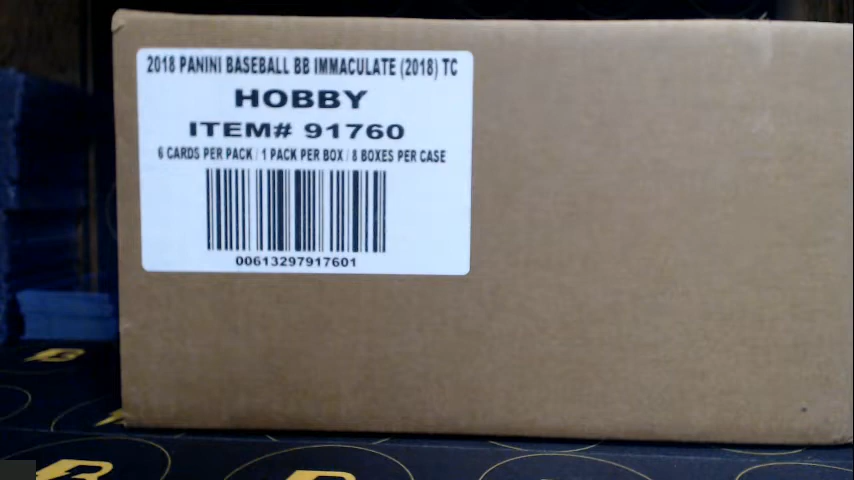 2018 PANINI BASEBALL BB IMMACULATE (2018) TC
HOBBY
ITEM# 91760
6 CARDS PER PACK / 1 PACK PER BOX / 8 BOXES PER CASE
00613297917601